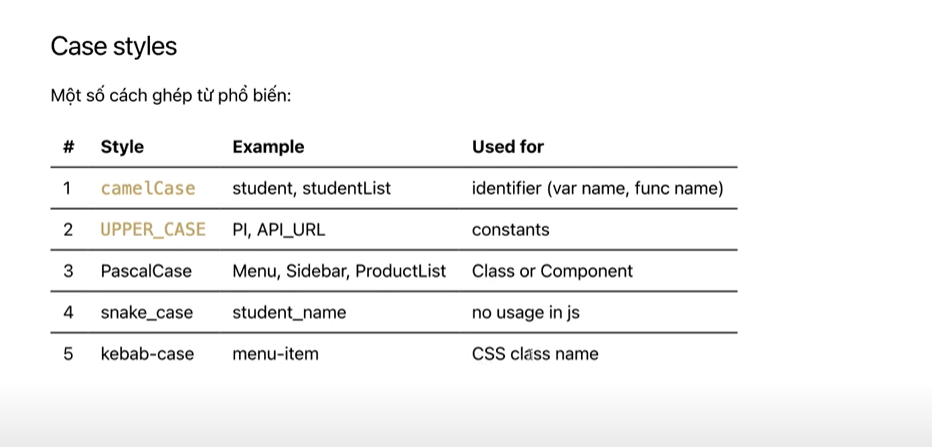 Case styles
Một số cách ghép từ phổ biến:
# Style Example Used for
1 camelCase student, studentList identifier (var name, func name)
2 UPPER_CASE PI, API_URL constants
3 PascalCase Menu, Sidebar, ProductList Class or Component
4 snake_case student_name no usage in js
5 kebab-case menu-item CSS class name